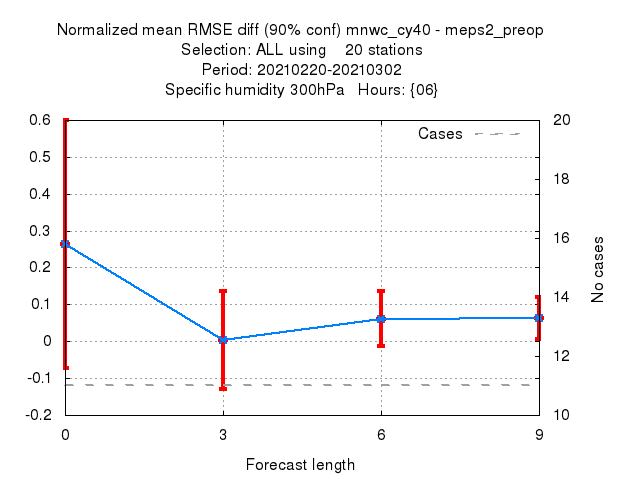 Normalized mean RMSE diff (90% conf) mnwc_cy40 - meps2_preop
Selection: ALL using 20 stations
Period: 20210220-20210302
Specific humidity 300hPa Hours: {06}
Cases
0.6
0.5
0.4
0.3
0.2
0.1
0
-0.1
-0.2
20
18
16
14
12
10
No cases
0 3 6 9
Forecast length